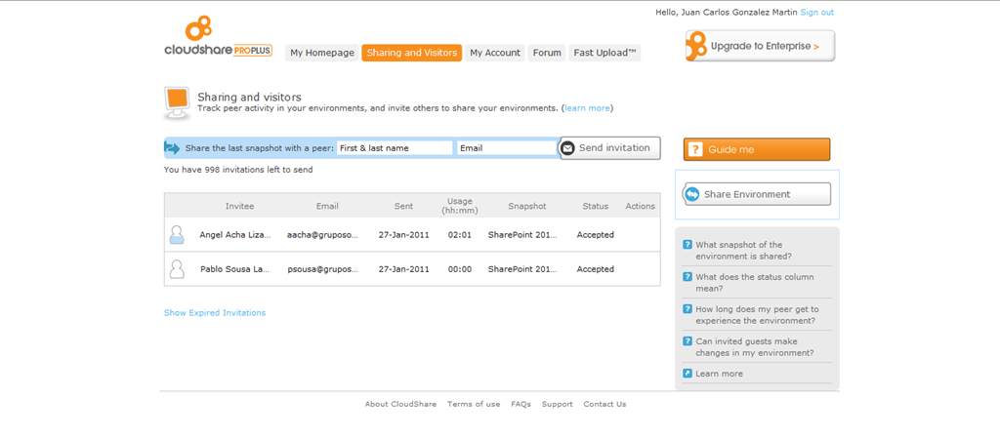 Hello, Juan Carlos Gonzalez Martin Sign out
cloudshare PROPLUS
My Homepage Sharing and Visitors My Account Forum Fast Upload™
Upgrade to Enterprise >
Sharing and visitors
Track peer activity in your environments, and invite others to share your environments. (learn more)
Share the last snapshot with a peer: First & last name Email Send invitation
You have 998 invitations left to send
Invitee Email Sent Usage (hh:mm) Snapshot Status Actions
Angel Acha Liza... aacha@gruposo... 27-Jan-2011 02:01 SharePoint 201... Accepted
Pablo Sousa La... psousa@grupos... 27-Jan-2011 00:00 SharePoint 201... Accepted
Show Expired Invitations
? Guide me
Share Environment
? What snapshot of the
environment is shared?
? What does the status column
mean?
? How long does my peer get to
experience the environment?
? Can invited guests make
changes in my environment?
Learn more
About CloudShare Terms of use FAQs Support Contact Us